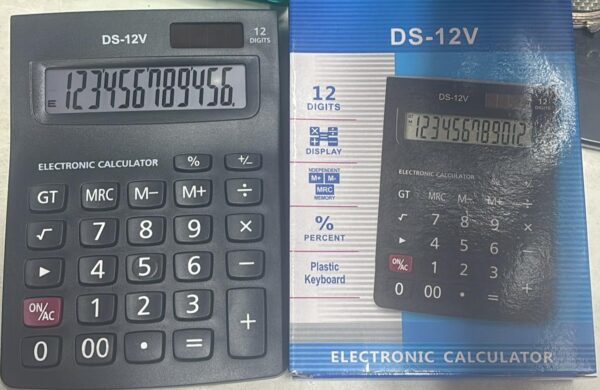 DS-12V
12
DIGITS
E 123456789456.
ELECTRONIC CALCULATOR
% +/-
GT MRC M- M+ ÷
√ 7 8 9 ×
▶ 4 5 6 -
ON/AC 1 2 3 +
0 00 • =
DS-12V
12
DIGITS
DISPLAY
INDEPENDENT
M+ M-
MRC
MEMORY
%
PERCENT
Plastic
Keyboard
DS-12V
12
DIGITS
123456789012
ELECTRONIC CALCULATOR
GT MRC M- M+ ÷
√ 7 8 9 ×
▶ 4 5 6 -
ON/AC 1 2 3 +
0 00 • =
ELECTRONIC CALCULATOR